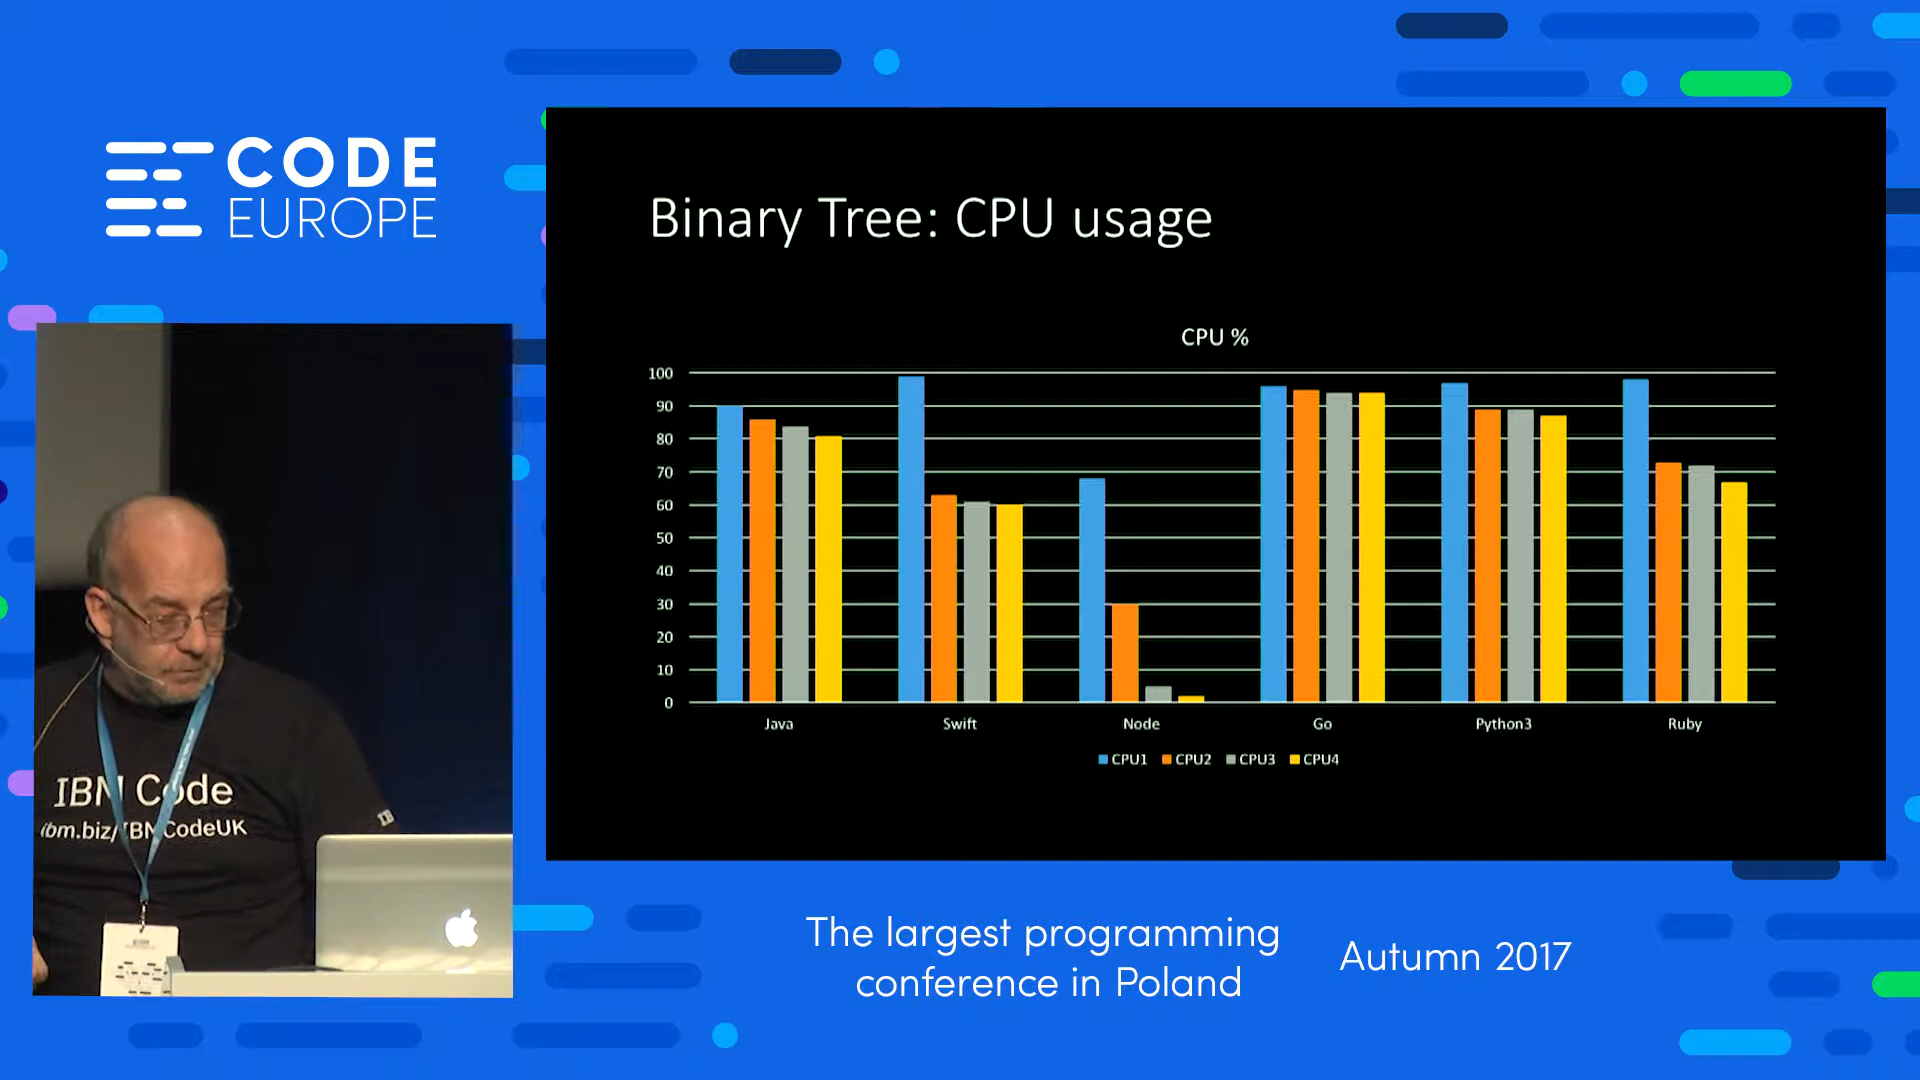 CODE
EUROPE
Binary Tree: CPU usage
CPU %
100
90
80
70
60
50
40
30
20
10
0
Java
Swift
Node
Go
Python3
Ruby
CPU1
CPU2
CPU3
CPU4
IBM Code
ibm.biz/IBMCodeUK
The largest programming
conference in Poland
Autumn 2017